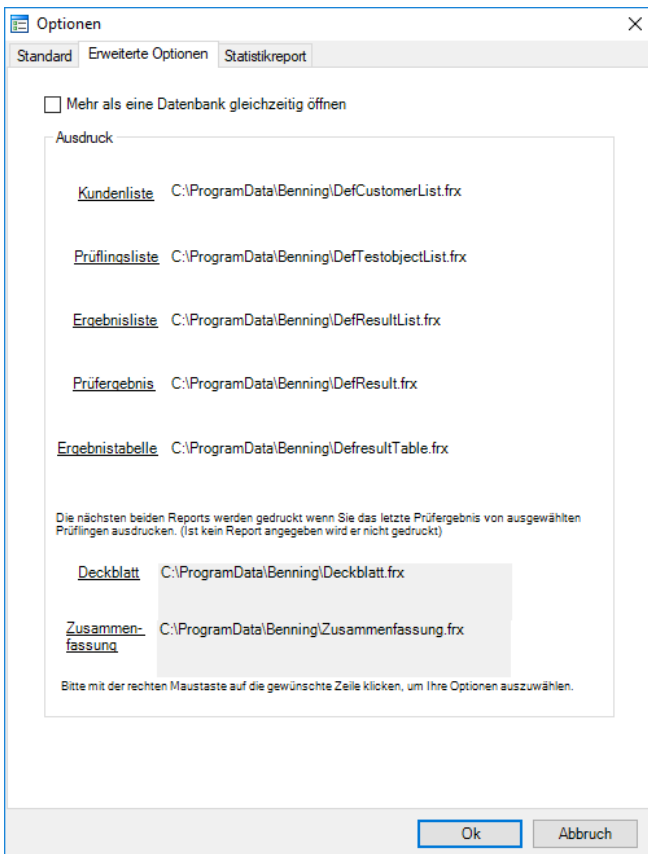 Optionen
Standard Erweiterte Optionen Statistikreport
Mehr als eine Datenbank gleichzeitig öffnen
Ausdruck
Kundenliste C:\ProgramData\Benning\DefCustomerList.frx
Prüflingsliste C:\ProgramData\Benning\DefTestobjectList.frx
Ergebnisliste C:\ProgramData\Benning\DefResultList.frx
Prüfergebnis C:\ProgramData\Benning\DefResult.frx
Ergebnistabelle C:\ProgramData\Benning\DefresultTable.frx
Die nächsten beiden Reports werden gedruckt wenn Sie das letzte Prüfergebnis von ausgewählten
Prüflingen ausdrucken. (Ist kein Report angegeben wird er nicht gedruckt)
Deckblatt C:\ProgramData\Benning\Deckblatt.frx
Zusammen- C:\ProgramData\Benning\Zusammenfassung.frx
fassung
Bitte mit der rechten Maustaste auf die gewünschte Zeile klicken, um Ihre Optionen auszuwählen.
Ok Abbruch